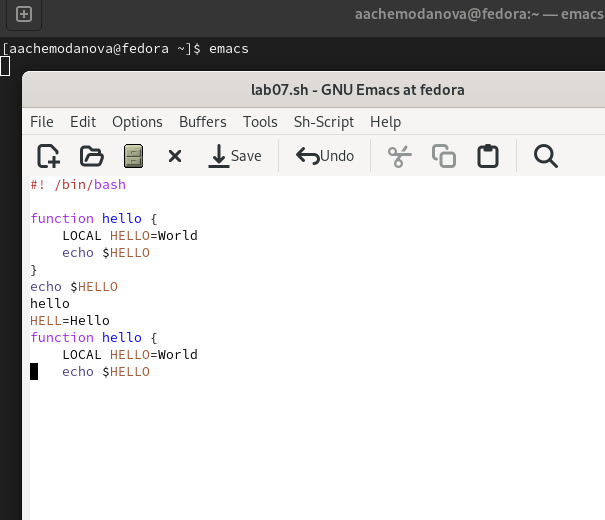 aachemodanova@fedora:~ — emacs
[aachemodanova@fedora ~]$ emacs
lab07.sh - GNU Emacs at fedora
File Edit Options Buffers Tools Sh-Script Help
Save Undo
#! /bin/bash
function hello {
    LOCAL HELLO=World
    echo $HELLO
}
echo $HELLO
hello
HELL=Hello
function hello {
    LOCAL HELLO=World
    echo $HELLO